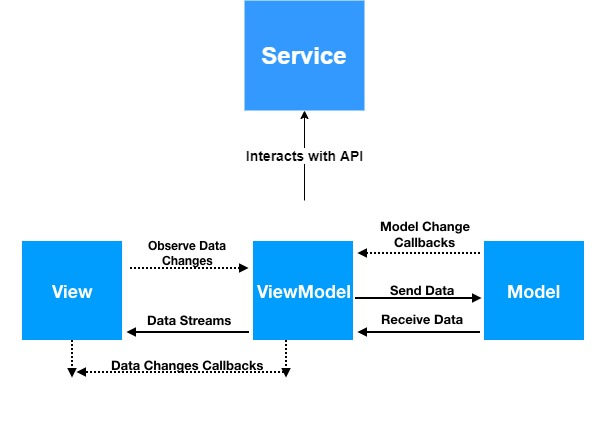 Service
Interacts with API
Model Change
Callbacks
Observe Data
Changes
View
ViewModel
Model
Send Data
Data Streams
Receive Data
Data Changes Callbacks